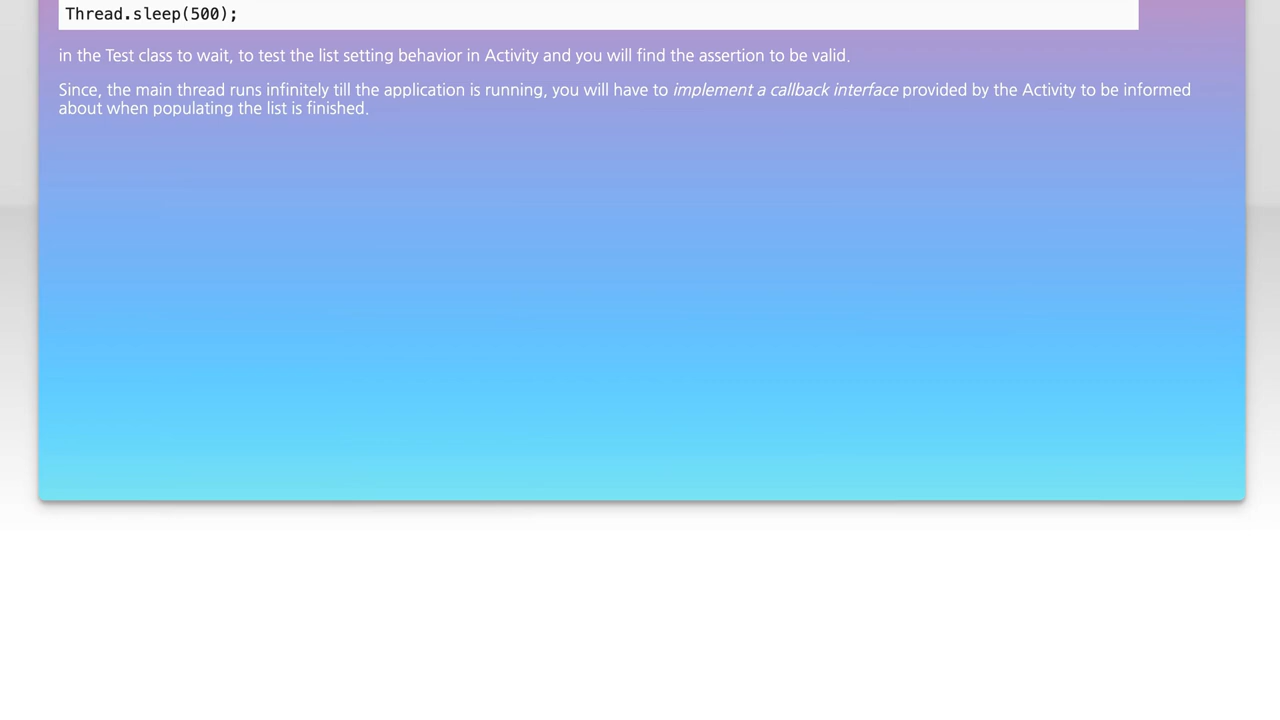 Thread.sleep(500);
in the Test class to wait, to test the list setting behavior in Activity and you will find the assertion to be valid.
Since, the main thread runs infinitely till the application is running, you will have to implement a callback interface provided by the Activity to be informed
about when populating the list is finished.